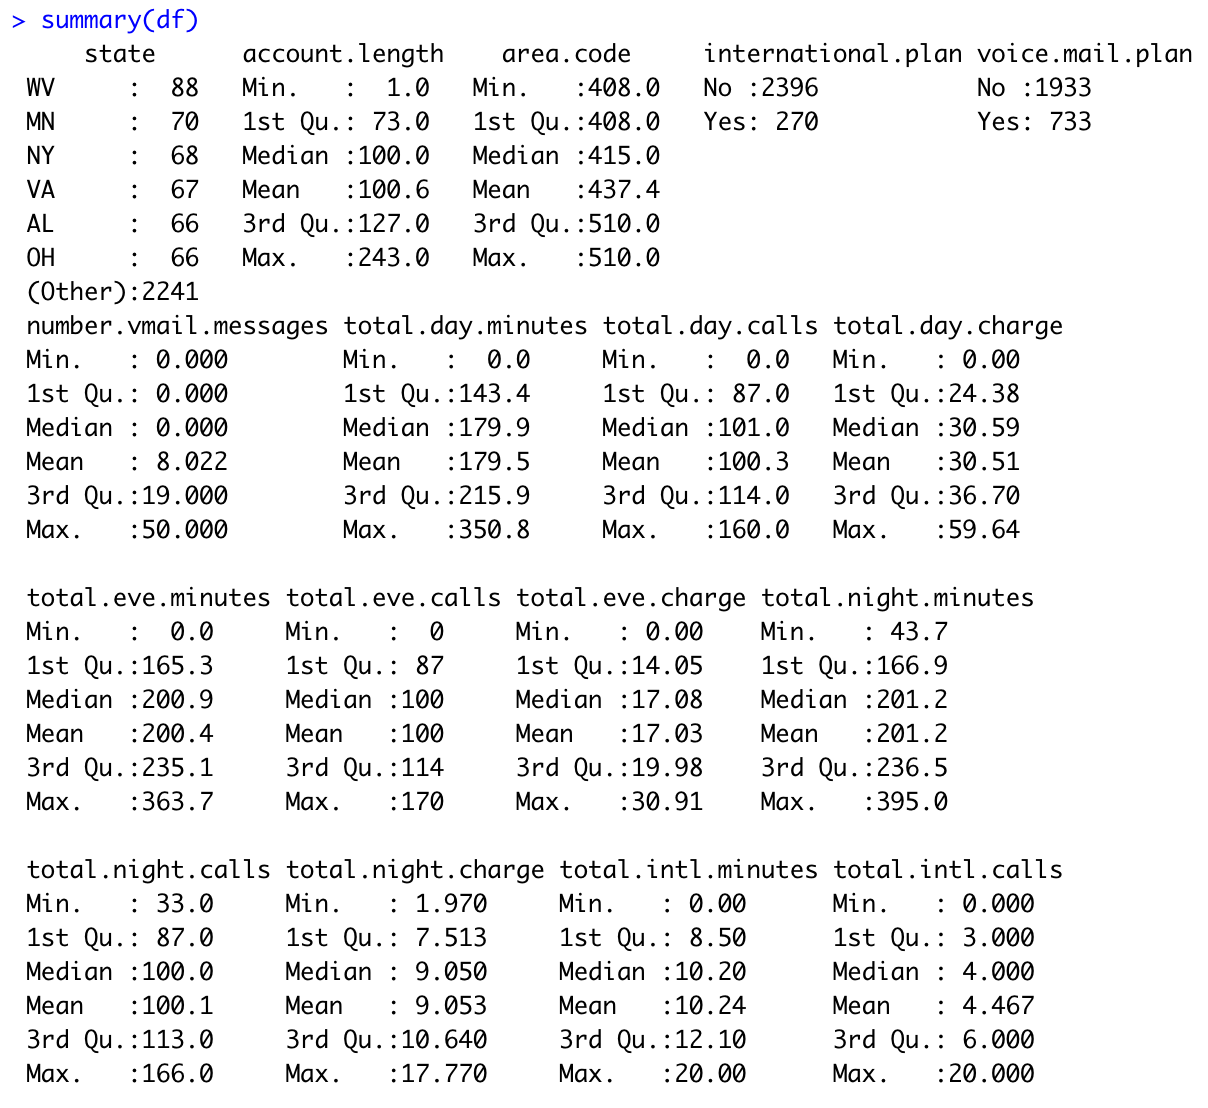 > summary(df)
     state      account.length    area.code     international.plan voice.mail.plan
 WV     :  88   Min.   :  1.0   Min.   :408.0   No :2396           No :1933
 MN     :  70   1st Qu.: 73.0   1st Qu.:408.0   Yes: 270           Yes: 733
 NY     :  68   Median :100.0   Median :415.0
 VA     :  67   Mean   :100.6   Mean   :437.4
 AL     :  66   3rd Qu.:127.0   3rd Qu.:510.0
 OH     :  66   Max.   :243.0   Max.   :510.0
 (Other):2241
 number.vmail.messages total.day.minutes total.day.calls total.day.charge
 Min.   : 0.000        Min.   :  0.0     Min.   :  0.0   Min.   : 0.00
 1st Qu.: 0.000        1st Qu.:143.4     1st Qu.: 87.0   1st Qu.:24.38
 Median : 0.000        Median :179.9     Median :101.0   Median :30.59
 Mean   : 8.022        Mean   :179.5     Mean   :100.3   Mean   :30.51
 3rd Qu.:19.000        3rd Qu.:215.9     3rd Qu.:114.0   3rd Qu.:36.70
 Max.   :50.000        Max.   :350.8     Max.   :160.0   Max.   :59.64
 total.eve.minutes total.eve.calls total.eve.charge total.night.minutes
 Min.   :  0.0     Min.   :  0     Min.   : 0.00    Min.   : 43.7
 1st Qu.:165.3     1st Qu.: 87     1st Qu.:14.05    1st Qu.:166.9
 Median :200.9     Median :100     Median :17.08    Median :201.2
 Mean   :200.4     Mean   :100     Mean   :17.03    Mean   :201.2
 3rd Qu.:235.1     3rd Qu.:114     3rd Qu.:19.98    3rd Qu.:236.5
 Max.   :363.7     Max.   :170     Max.   :30.91    Max.   :395.0
 total.night.calls total.night.charge total.intl.minutes total.intl.calls
 Min.   : 33.0     Min.   : 1.970     Min.   : 0.00      Min.   : 0.000
 1st Qu.: 87.0     1st Qu.: 7.513     1st Qu.: 8.50      1st Qu.: 3.000
 Median :100.0     Median : 9.050     Median :10.20      Median : 4.000
 Mean   :100.1     Mean   : 9.053     Mean   :10.24      Mean   : 4.467
 3rd Qu.:113.0     3rd Qu.:10.640     3rd Qu.:12.10      3rd Qu.: 6.000
 Max.   :166.0     Max.   :17.770     Max.   :20.00      Max.   :20.000